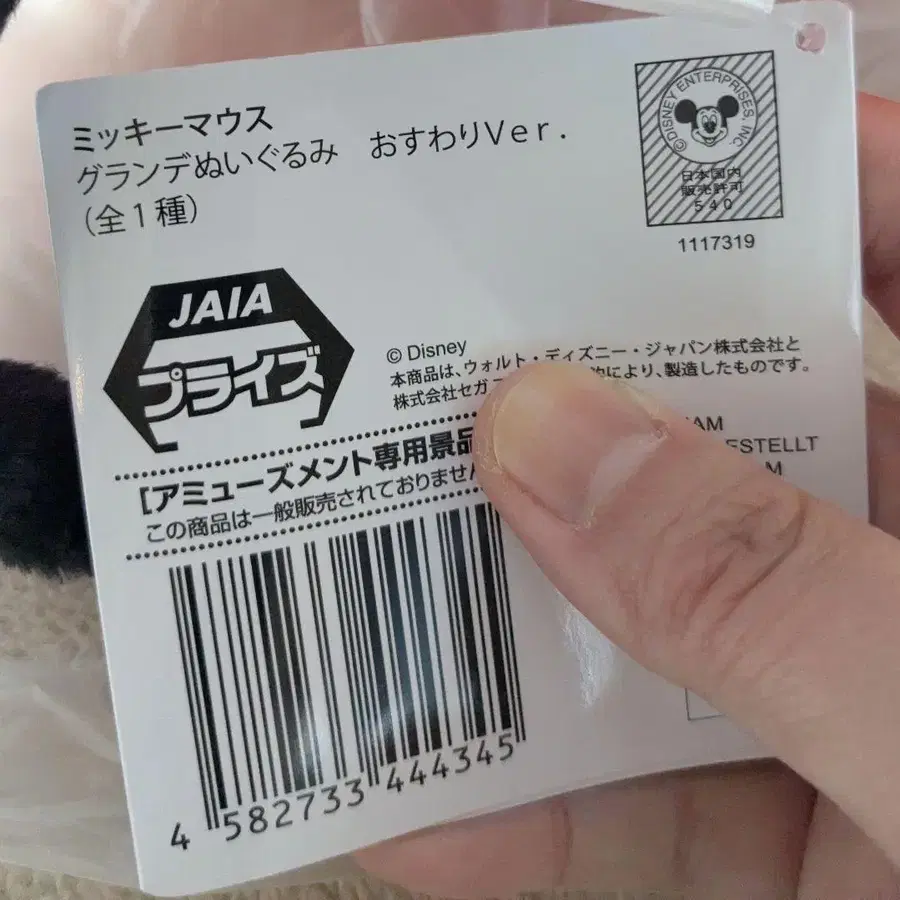 ミッキーマウス
グランデぬいぐるみ　おすわりVer.
（全１種）
©DISNEY ENTERPRISES, INC.
日本国内
販売許可
540
1117319
JAIA
プライズ
© Disney
本商品は、ウォルト・ディズニー・ジャパン株式会社と
株式会社セガ により、製造したものです。
ESTELLT
【アミューズメント専用景品
この商品は一般販売されておりません
4 582733 444345